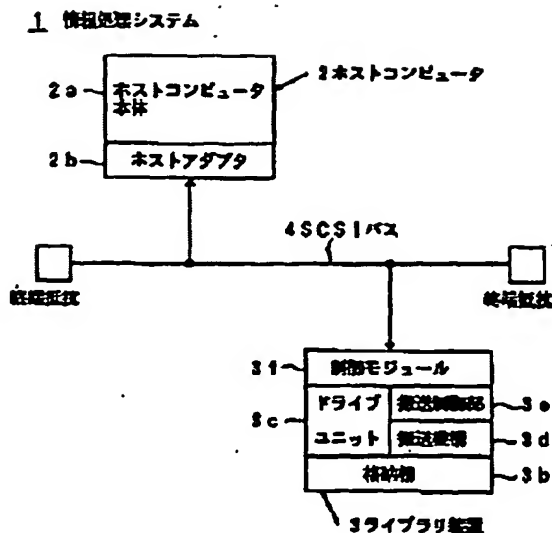 1 情報処理システム
2a
ホストコンピュータ
本体
2ホストコンピュータ
2b
ホストアダプタ
4SCSIバス
終端抵抗
終端抵抗
3f
制御モジュール
3c
ドライブ
ユニット
搬送制御部
3e
搬送機構
3d
格納棚
3b
3ライブラリ装置